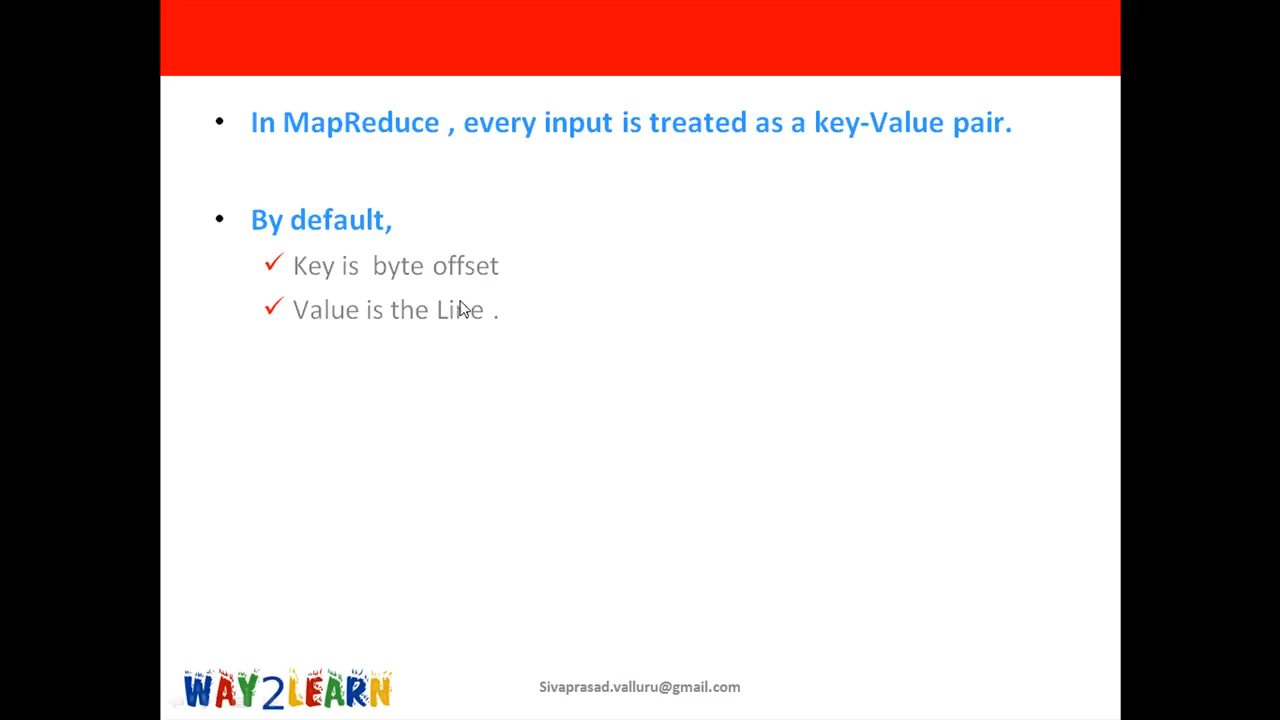 In MapReduce , every input is treated as a key-Value pair.
By default,
Key is byte offset
Value is the Line .
WAY2LEARN
Sivaprasad.valluru@gmail.com